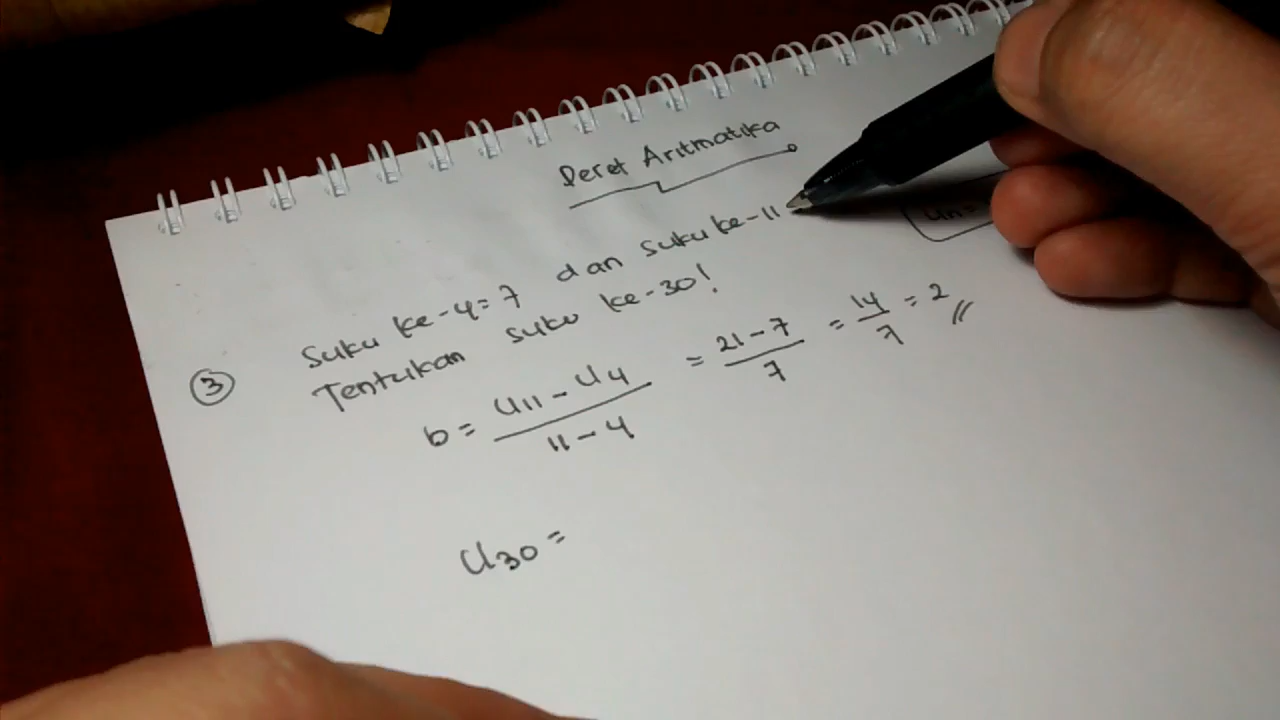 Deret Aritmatika
Un=
③ Suku ke-4=7 dan Suku ke-11
Tentukan suku ke-30!
b = U11 - U4 / 11 - 4 = 21 - 7 / 7 = 14 / 7 = 2 //
U30 =